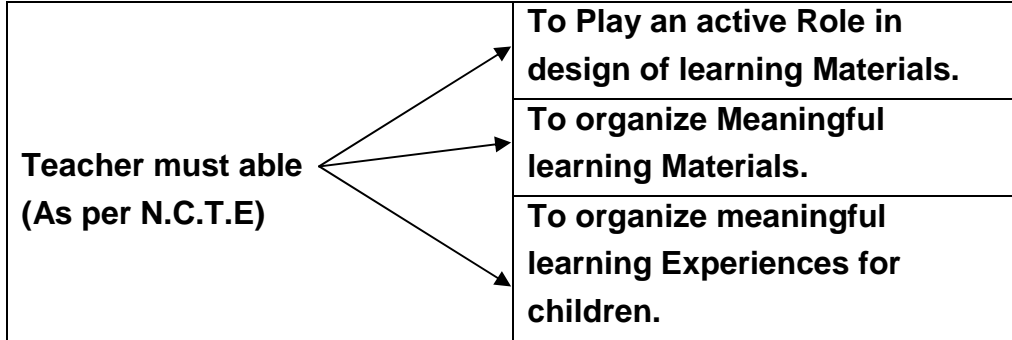 Teacher must able
(As per N.C.T.E)
To Play an active Role in
design of learning Materials.
To organize Meaningful
learning Materials.
To organize meaningful
learning Experiences for
children.